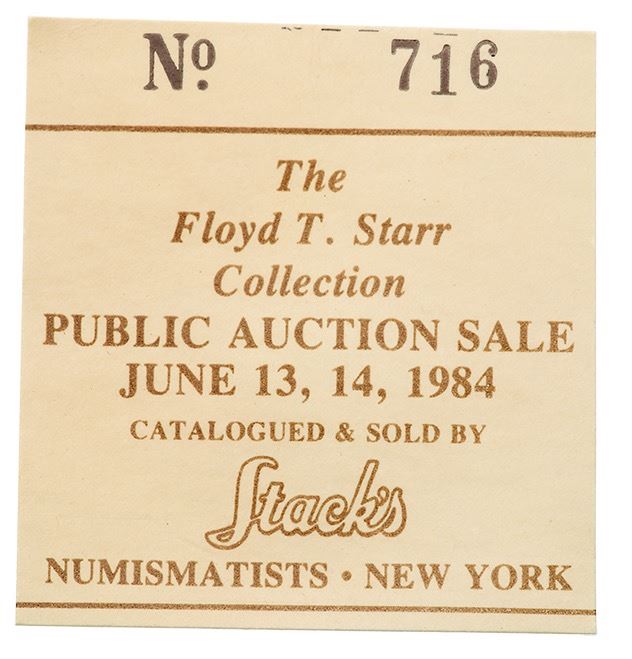 Nº 716
The
Floyd T. Starr
Collection
PUBLIC AUCTION SALE
JUNE 13, 14, 1984
CATALOGUED & SOLD BY
Stack's
NUMISMATISTS • NEW YORK